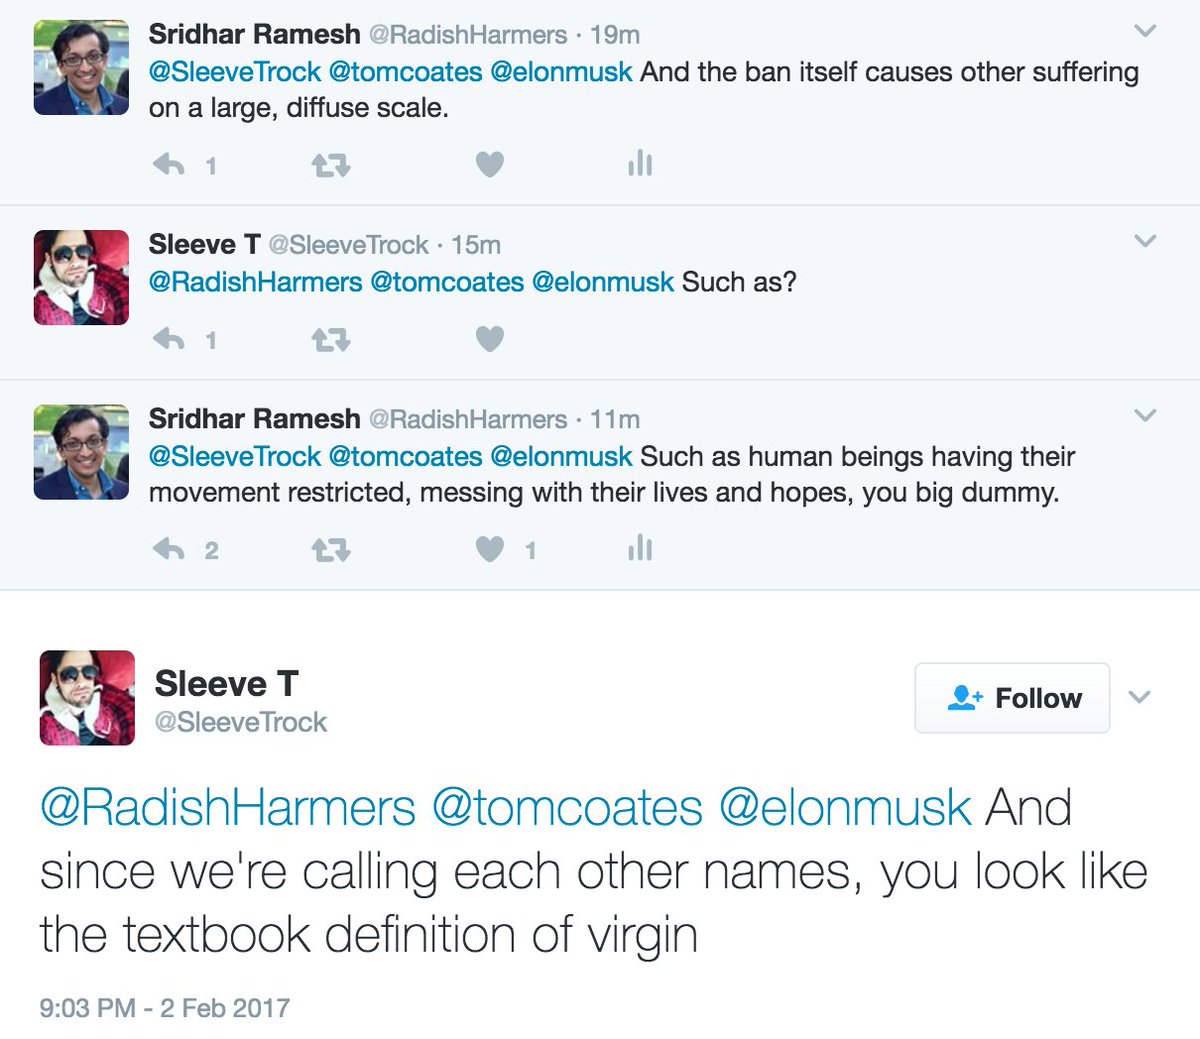 Sridhar Ramesh @RadishHarmers · 19m
@SleeveTrock @tomcoates @elonmusk And the ban itself causes other suffering
on a large, diffuse scale.
1
Sleeve T @SleeveTrock · 15m
@RadishHarmers @tomcoates @elonmusk Such as?
1
Sridhar Ramesh @RadishHarmers · 11m
@SleeveTrock @tomcoates @elonmusk Such as human beings having their
movement restricted, messing with their lives and hopes, you big dummy.
2 1
Sleeve T
@SleeveTrock
Follow
@RadishHarmers @tomcoates @elonmusk And
since we're calling each other names, you look like
the textbook definition of virgin
9:03 PM - 2 Feb 2017